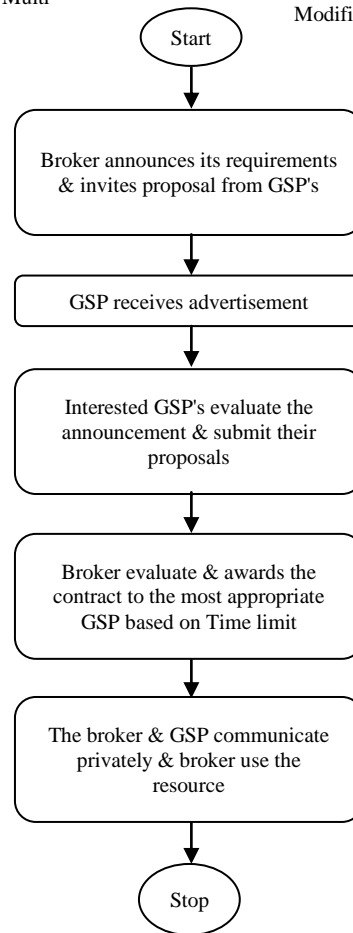 Multi
Modifi
Start
Broker announces its requirements
& invites proposal from GSP's
GSP receives advertisement
Interested GSP's evaluate the
announcement & submit their
proposals
Broker evaluate & awards the
contract to the most appropriate
GSP based on Time limit
The broker & GSP communicate
privately & broker use the
resource
Stop